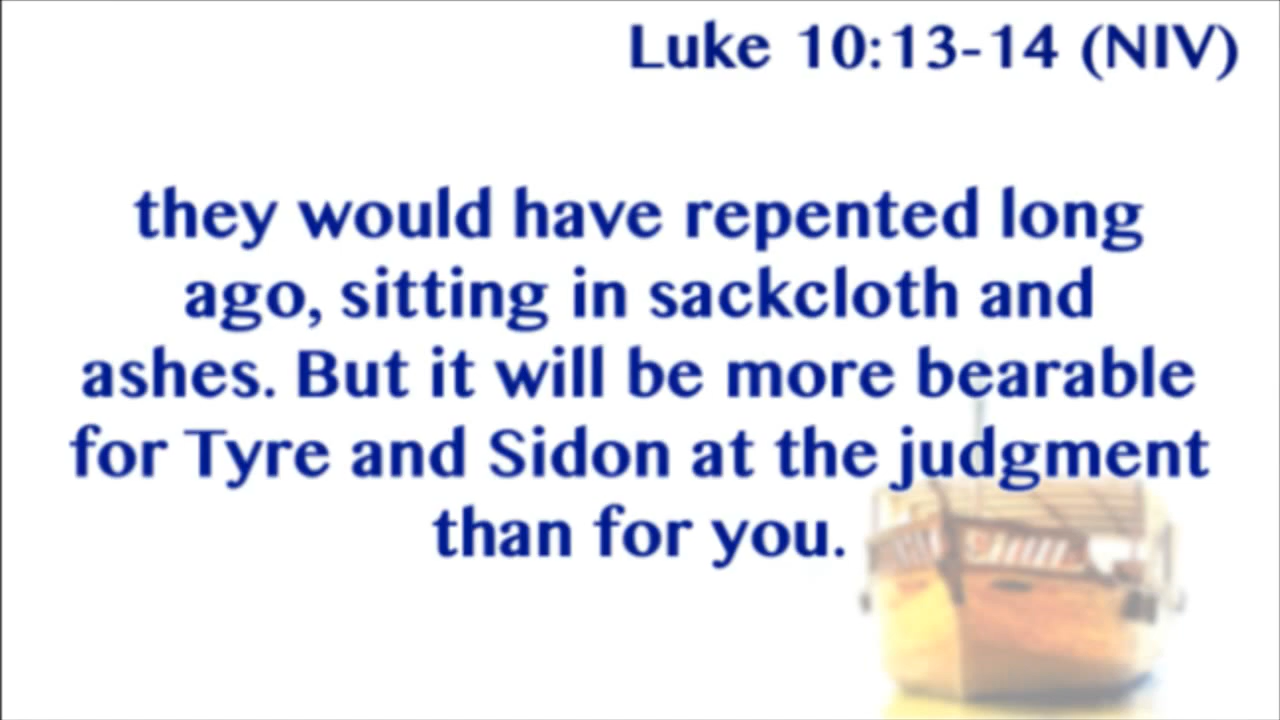 Luke 10:13-14 (NIV)
they would have repented long
ago, sitting in sackcloth and
ashes. But it will be more bearable
for Tyre and Sidon at the judgment
than for you.